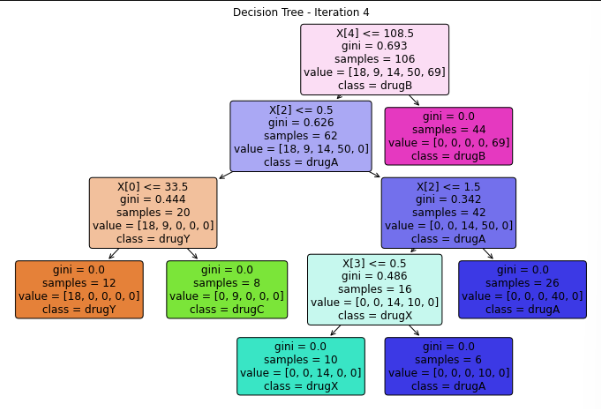 Decision Tree - Iteration 4
X[4] <= 108.5
gini = 0.693
samples = 106
value = [18, 9, 14, 50, 69]
class = drugB
X[2] <= 0.5
gini = 0.626
samples = 62
value = [18, 9, 14, 50, 0]
class = drugA
gini = 0.0
samples = 44
value = [0, 0, 0, 0, 69]
class = drugB
X[0] <= 33.5
gini = 0.444
samples = 20
value = [18, 9, 0, 0, 0]
class = drugY
X[2] <= 1.5
gini = 0.342
samples = 42
value = [0, 0, 14, 50, 0]
class = drugA
gini = 0.0
samples = 12
value = [18, 0, 0, 0, 0]
class = drugY
gini = 0.0
samples = 8
value = [0, 9, 0, 0, 0]
class = drugC
X[3] <= 0.5
gini = 0.486
samples = 16
value = [0, 0, 14, 10, 0]
class = drugX
gini = 0.0
samples = 26
value = [0, 0, 0, 40, 0]
class = drugA
gini = 0.0
samples = 10
value = [0, 0, 14, 0, 0]
class = drugX
gini = 0.0
samples = 6
value = [0, 0, 0, 10, 0]
class = drugA